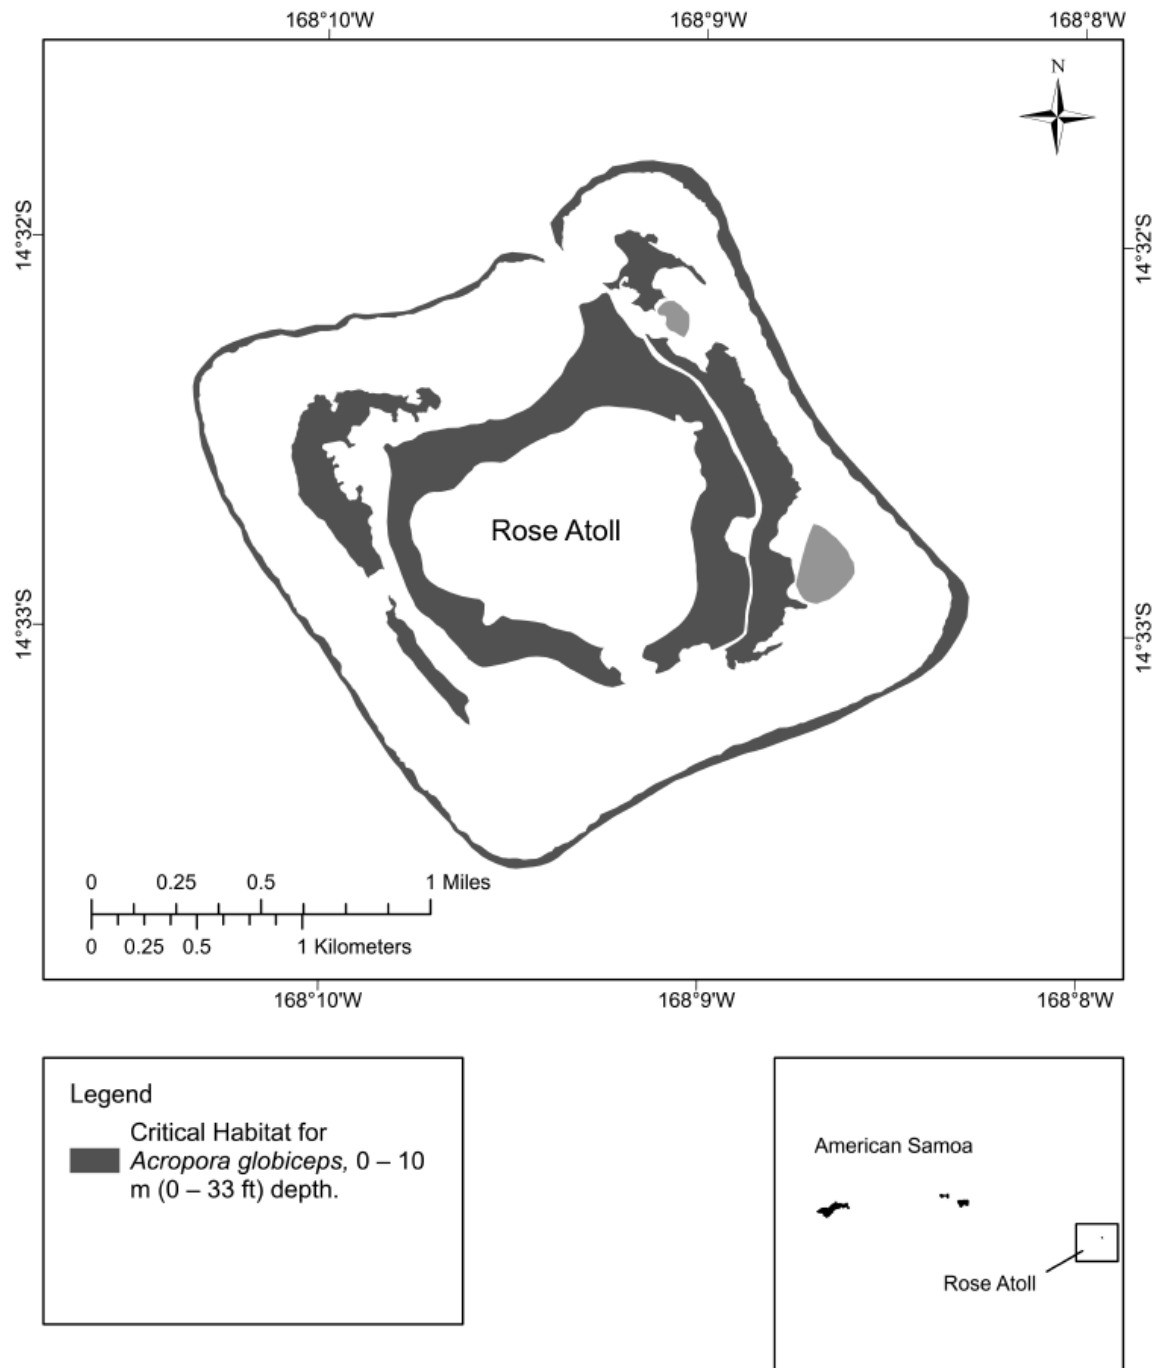 168°10'W 168°9'W 168°8'W
N
14°32'S 14°32'S
Rose Atoll
14°33'S 14°33'S
0 0.25 0.5 1 Miles
0 0.25 0.5 1 Kilometers
168°10'W 168°9'W 168°8'W
Legend
Critical Habitat for
Acropora globiceps, 0 – 10
m (0 – 33 ft) depth.
American Samoa
Rose Atoll